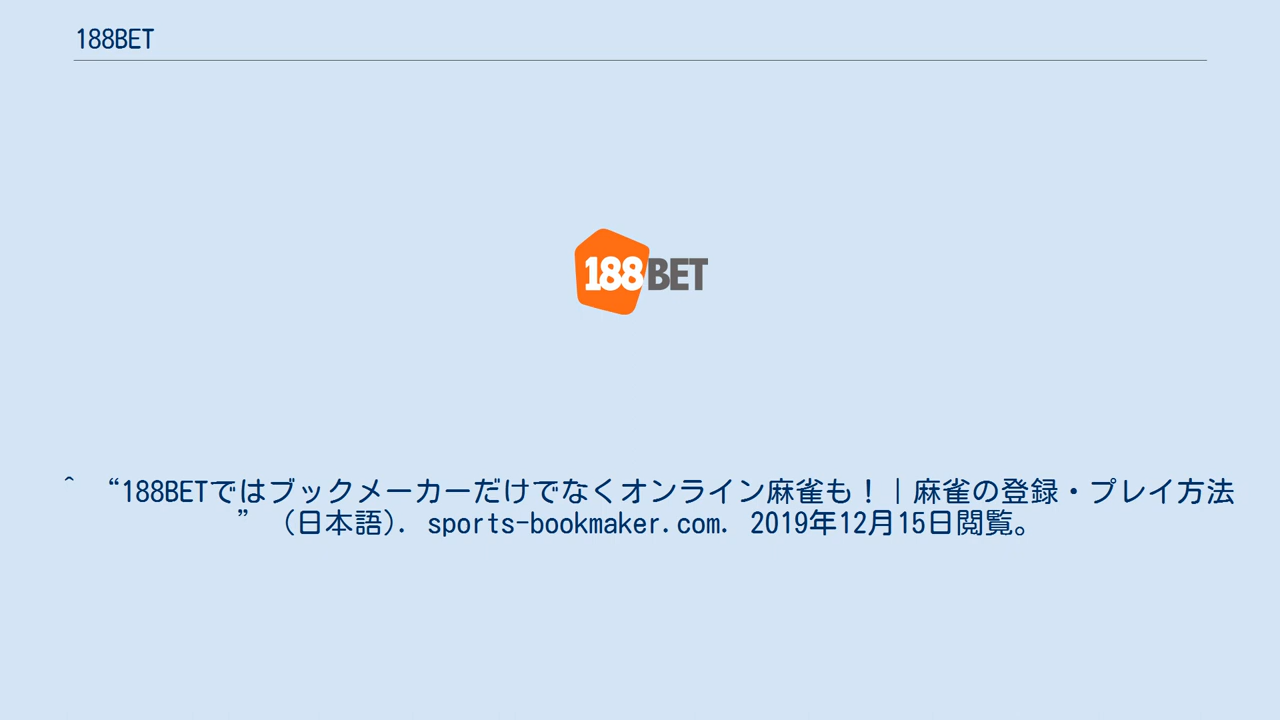 188BET
188BET
^ “188BETではブックメーカーだけでなくオンライン麻雀も！｜麻雀の登録・プレイ方法
” (日本語). sports-bookmaker.com. 2019年12月15日閲覧。